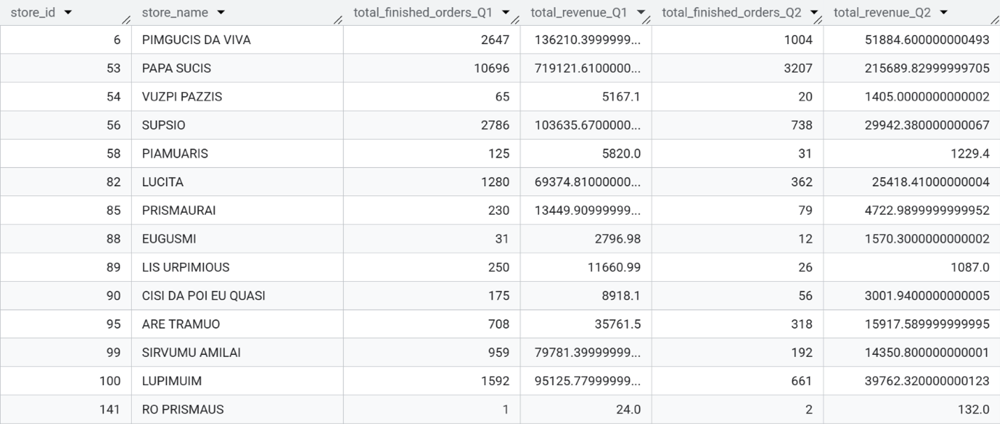 store_id store_name total_finished_orders_Q1 total_revenue_Q1 total_finished_orders_Q2 total_revenue_Q2
6 PIMGUCIS DA VIVA 2647 136210.3999999... 1004 51884.600000000493
53 PAPA SUCIS 10696 719121.6100000... 3207 215689.82999999705
54 VUZPI PAZZIS 65 5167.1 20 1405.0000000000002
56 SUPSIO 2786 103635.6700000... 738 29942.380000000067
58 PIAMUARIS 125 5820.0 31 1229.4
82 LUCITA 1280 69374.81000000... 362 25418.41000000004
85 PRISMAURAI 230 13449.90999999... 79 4722.9899999999952
88 EUGUSMI 31 2796.98 12 1570.3000000000002
89 LIS URPIMIOUS 250 11660.99 26 1087.0
90 CISI DA POI EU QUASI 175 8918.1 56 3001.9400000000005
95 ARE TRAMUO 708 35761.5 318 15917.589999999995
99 SIRVUMU AMILAI 959 79781.39999999... 192 14350.800000000001
100 LUPIMUIM 1592 95125.77999999... 661 39762.320000000123
141 RO PRISMAUS 1 24.0 2 132.0